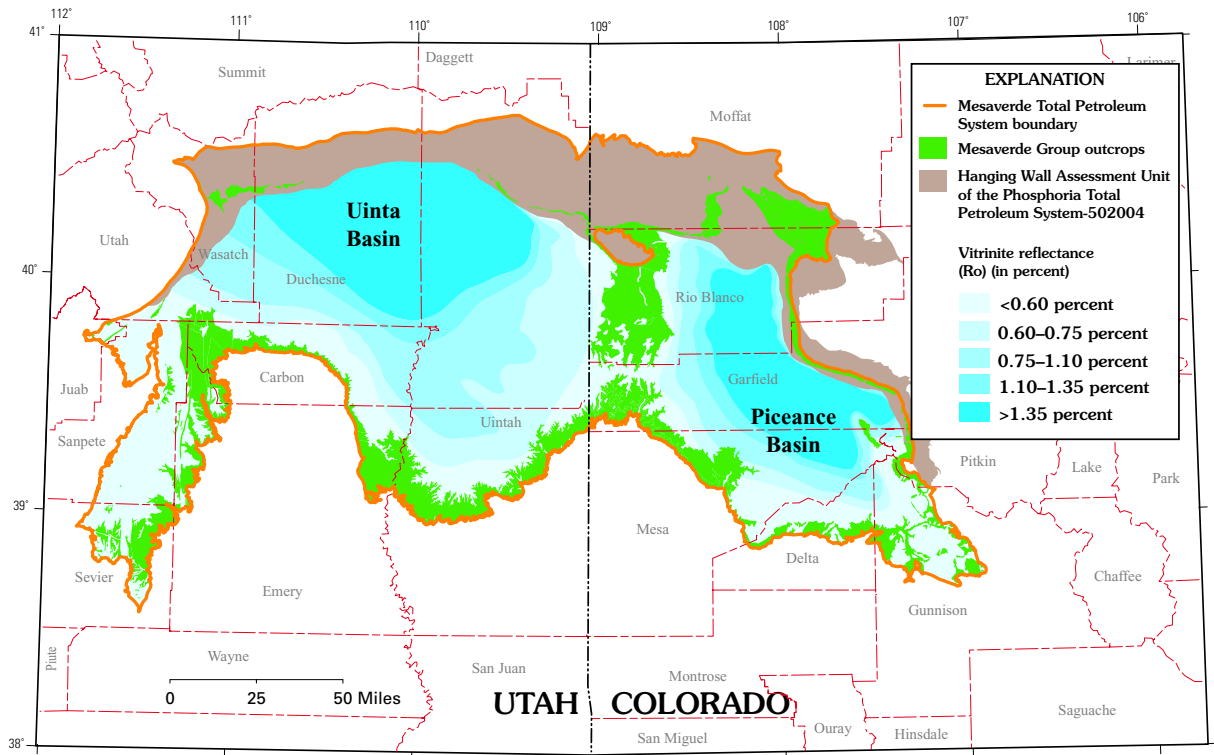 112°
111°
110°
109°
108°
107°
106°
41°
40°
39°
38°
Summit
Daggett
Moffat
Larimer
EXPLANATION
Mesaverde Total Petroleum
System boundary
Mesaverde Group outcrops
Hanging Wall Assessment Unit
of the Phosphoria Total
Petroleum System-502004
Vitrinite reflectance
(Ro) (in percent)
<0.60 percent
0.60–0.75 percent
0.75–1.10 percent
1.10–1.35 percent
>1.35 percent
Uinta
Basin
Utah
Wasatch
Duchesne
Rio Blanco
Juab
Carbon
Garfield
Piceance
Basin
Sanpete
Uintah
Pitkin
Lake
Park
Mesa
Delta
Sevier
Emery
Chaffee
Gunnison
Piute
Wayne
San Juan
Montrose
0 25 50 Miles
UTAH COLORADO
Saguache
Ouray
Hinsdale
San Miguel